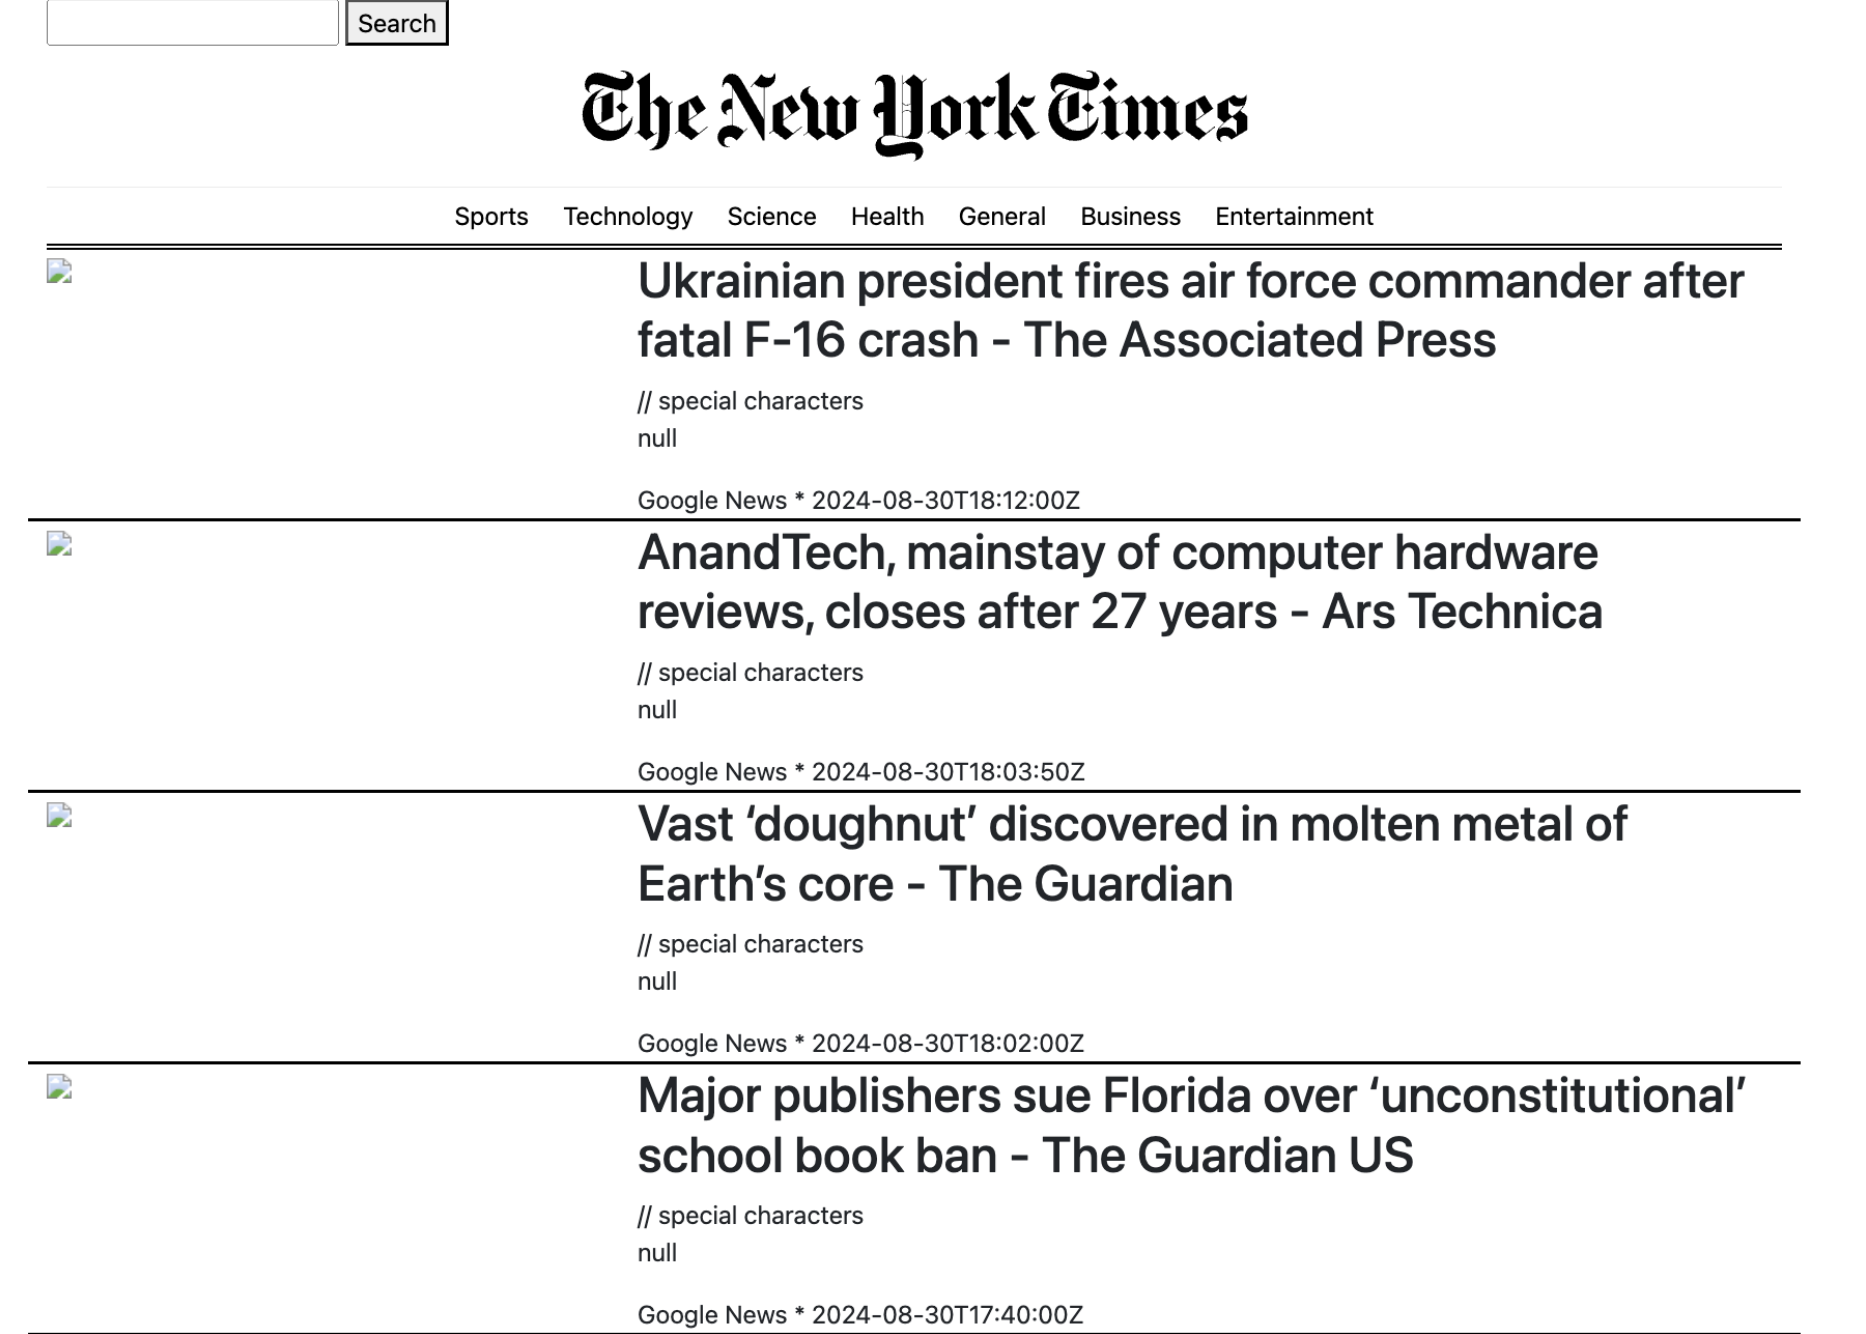 Search
The New York Times
Sports Technology Science Health General Business Entertainment
Ukrainian president fires air force commander after
fatal F-16 crash - The Associated Press
// special characters
null
Google News * 2024-08-30T18:12:00Z
AnandTech, mainstay of computer hardware
reviews, closes after 27 years - Ars Technica
// special characters
null
Google News * 2024-08-30T18:03:50Z
Vast ‘doughnut’ discovered in molten metal of
Earth’s core - The Guardian
// special characters
null
Google News * 2024-08-30T18:02:00Z
Major publishers sue Florida over ‘unconstitutional’
school book ban - The Guardian US
// special characters
null
Google News * 2024-08-30T17:40:00Z